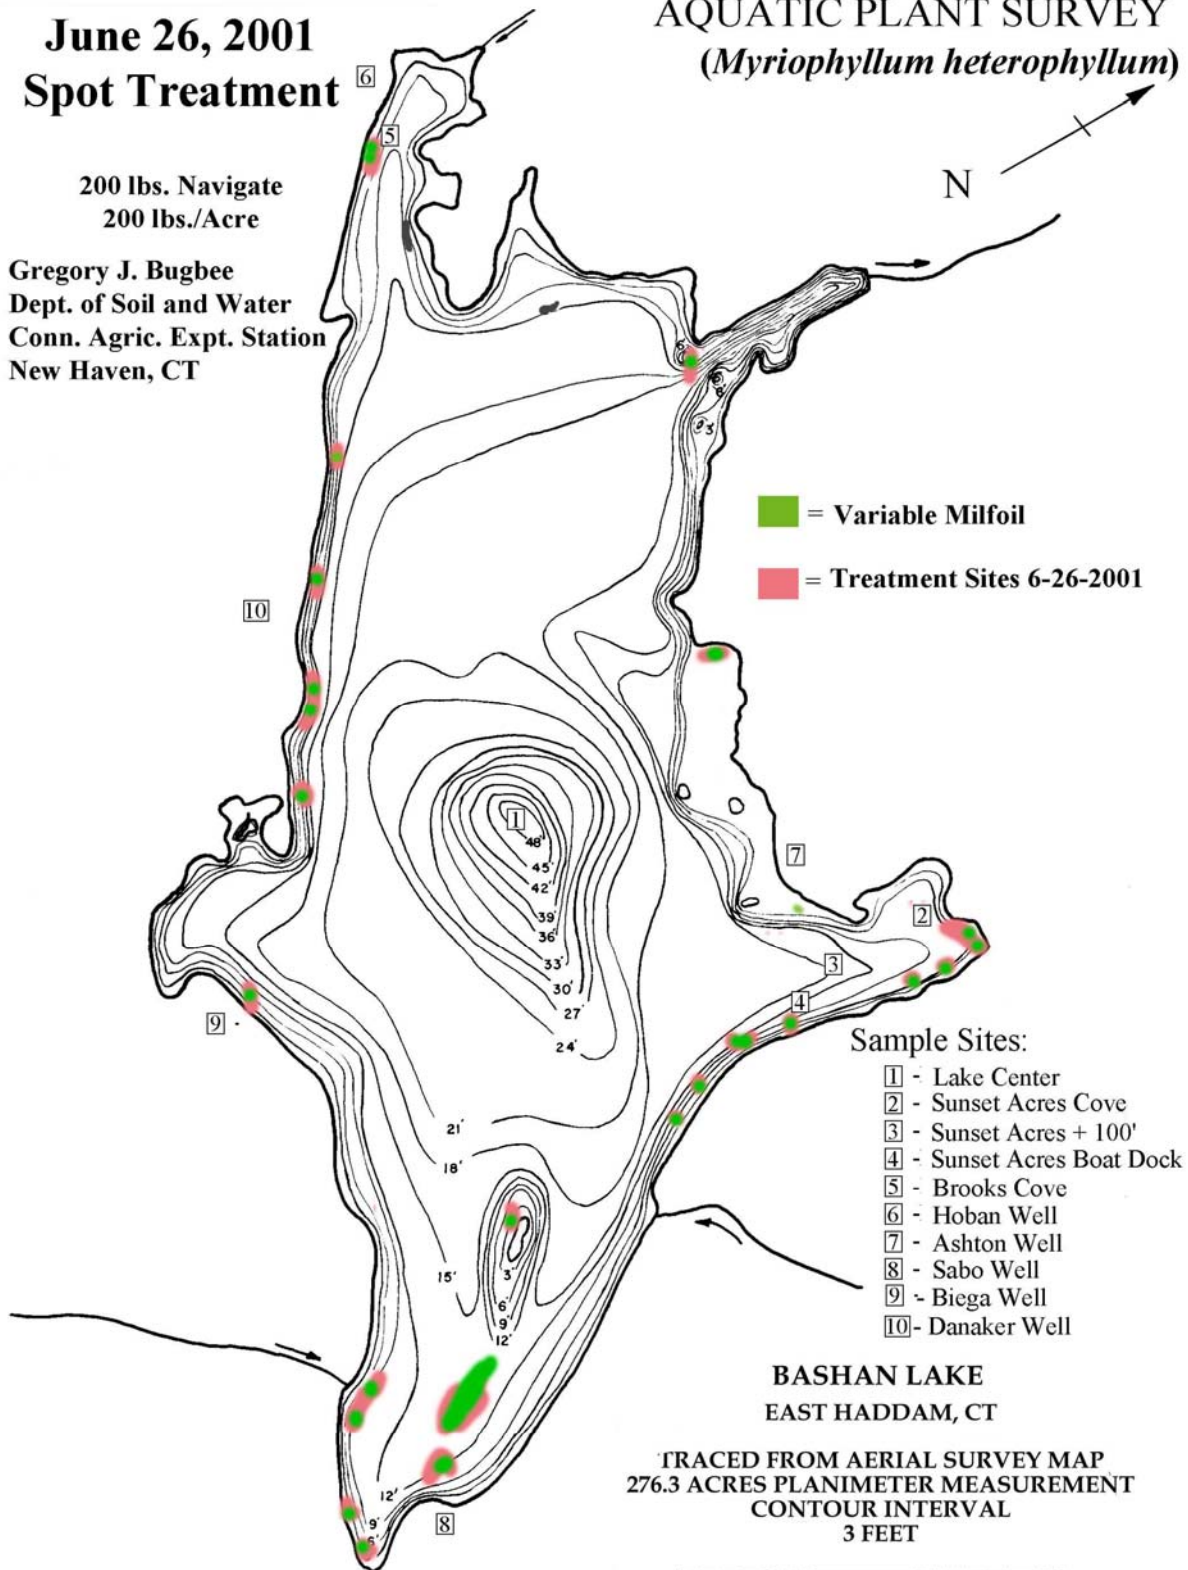 June 26, 2001
Spot Treatment
200 lbs. Navigate
200 lbs./Acre
Gregory J. Bugbee
Dept. of Soil and Water
Conn. Agric. Expt. Station
New Haven, CT
AQUATIC PLANT SURVEY
(Myriophyllum heterophyllum)
N
6
5
6'
6'
3'
= Variable Milfoil
= Treatment Sites 6-26-2001
10
1
48'
45'
42'
39'
36'
33'
30'
27'
24'
7
2
3
4
9
21'
18'
15'
3'
6'
9'
12'
12'
9'
6'
8
Sample Sites:
1 - Lake Center
2 - Sunset Acres Cove
3 - Sunset Acres + 100'
4 - Sunset Acres Boat Dock
5 - Brooks Cove
6 - Hoban Well
7 - Ashton Well
8 - Sabo Well
9 - Biega Well
10 - Danaker Well
BASHAN LAKE
EAST HADDAM, CT
TRACED FROM AERIAL SURVEY MAP
276.3 ACRES PLANIMETER MEASUREMENT
CONTOUR INTERVAL
3 FEET